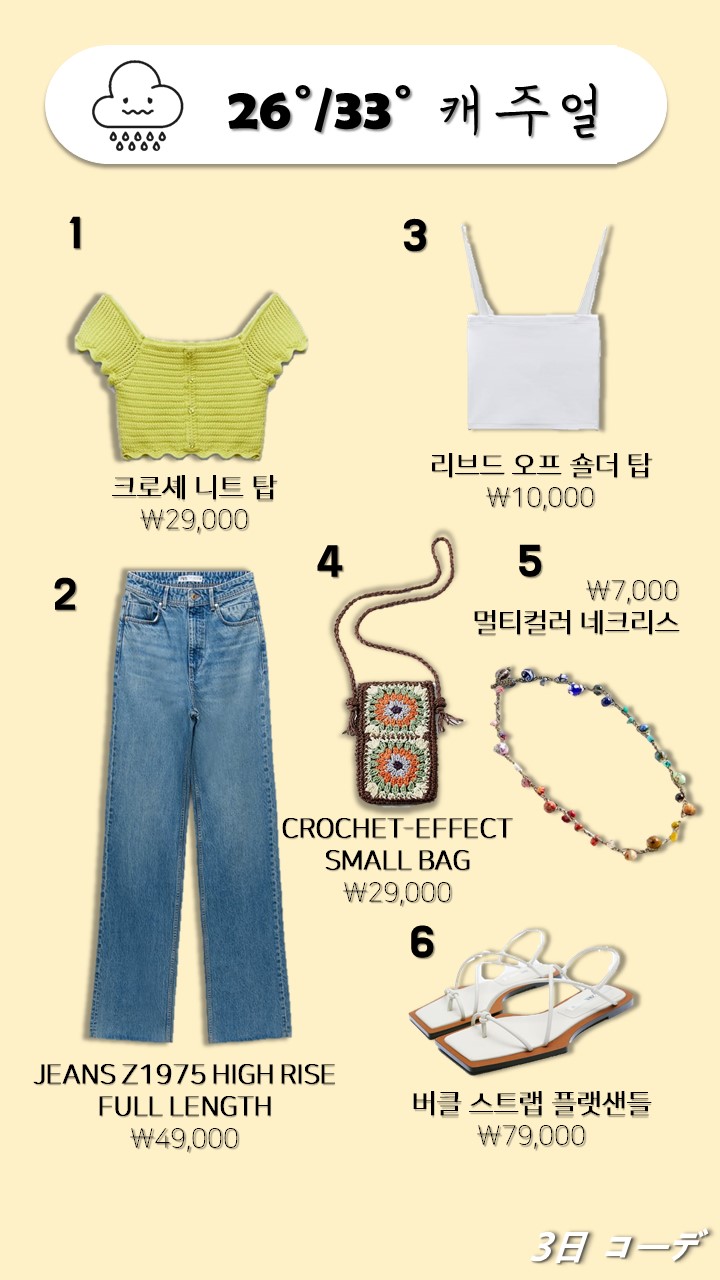 26°/33° 캐주얼
1
크로셰 니트 탑
₩29,000
2
JEANS Z1975 HIGH RISE
FULL LENGTH
₩49,000
3
리브드 오프 숄더 탑
₩10,000
4
CROCHET-EFFECT
SMALL BAG
₩29,000
5
₩7,000
멀티컬러 네크리스
6
버클 스트랩 플랫샌들
₩79,000
3日 コーデ